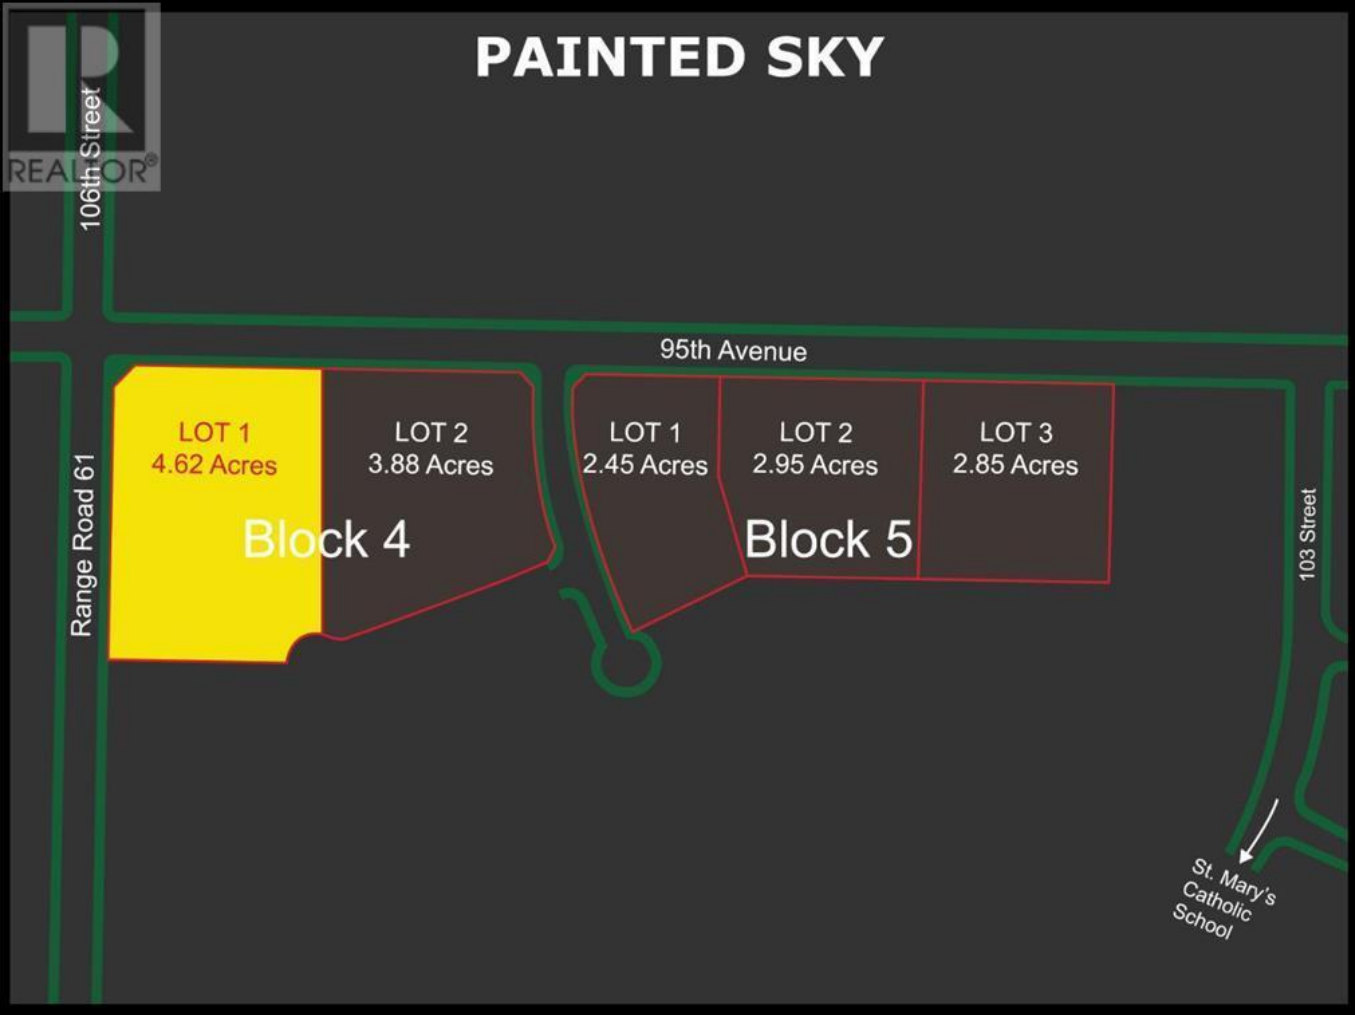 PAINTED SKY
106th Street
REALTOR®
95th Avenue
LOT 1
4.62 Acres
LOT 2
3.88 Acres
Block 4
LOT 1
2.45 Acres
LOT 2
2.95 Acres
LOT 3
2.85 Acres
Block 5
Range Road 61
103 Street
St. Mary's
Catholic
School